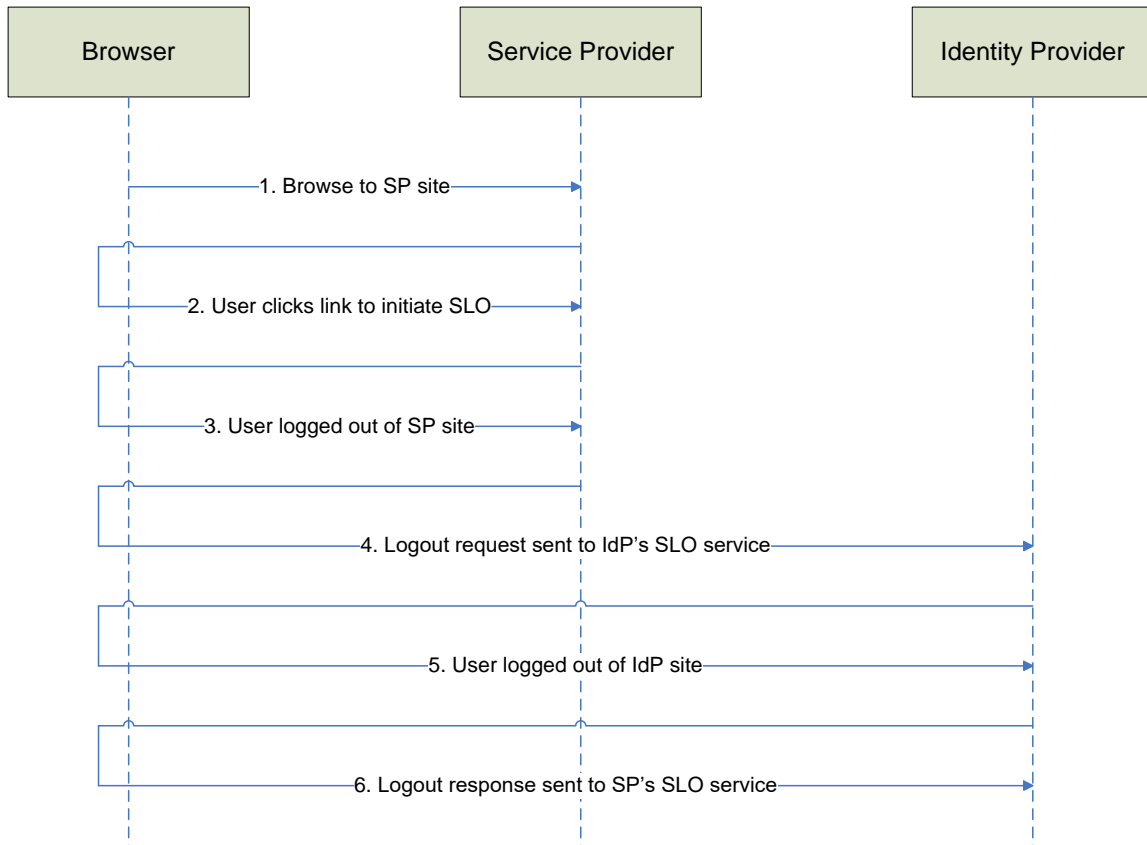 Browser
Service Provider
Identity Provider
1. Browse to SP site
2. User clicks link to initiate SLO
3. User logged out of SP site
4. Logout request sent to IdP’s SLO service
5. User logged out of IdP site
6. Logout response sent to SP’s SLO service